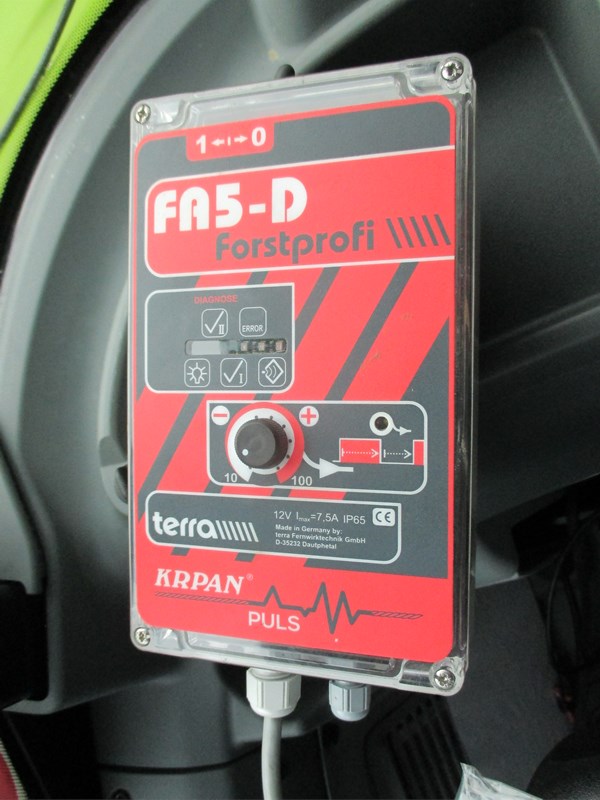 1 ←ı→ 0
FA5-D
Forstprofi
DIAGNOSE
II
ERROR
I
− +
10 100
terra
12V Imax=7,5A IP65 CE
Made in Germany by:
terra Fernwirktechnik GmbH
D-35232 Dautphetal
KRPAN®
PULS